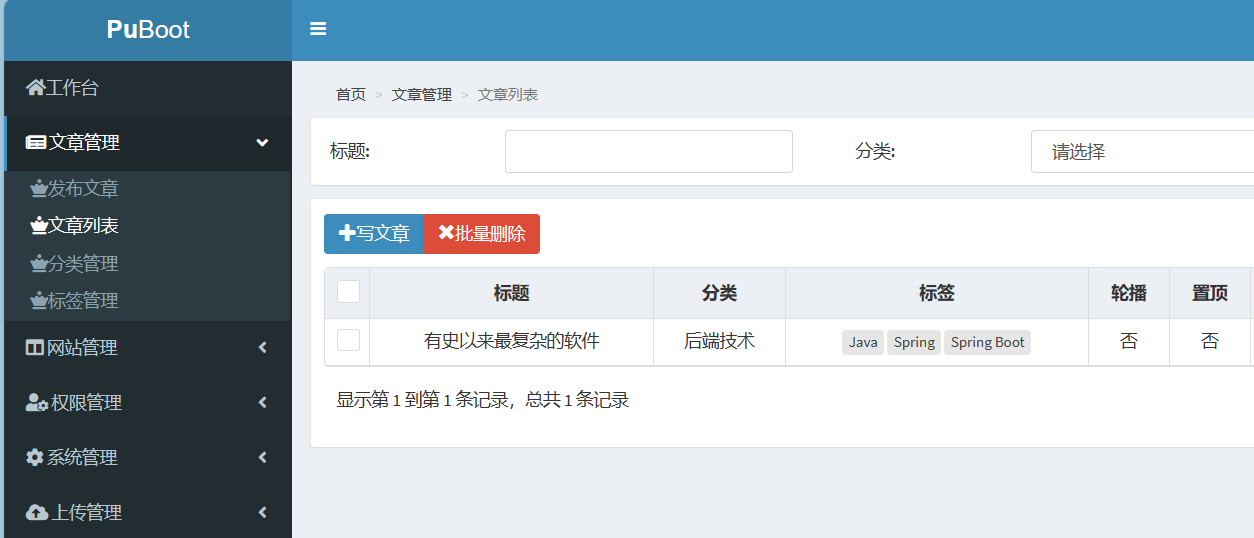 PuBoot
工作台
文章管理
发布文章
文章列表
分类管理
标签管理
网站管理
权限管理
系统管理
上传管理
首页 > 文章管理 > 文章列表
标题: 分类: 请选择
写文章 批量删除
标题 分类 标签 轮播 置顶
有史以来最复杂的软件 后端技术 Java Spring Spring Boot 否 否
显示第 1 到第 1 条记录，总共 1 条记录